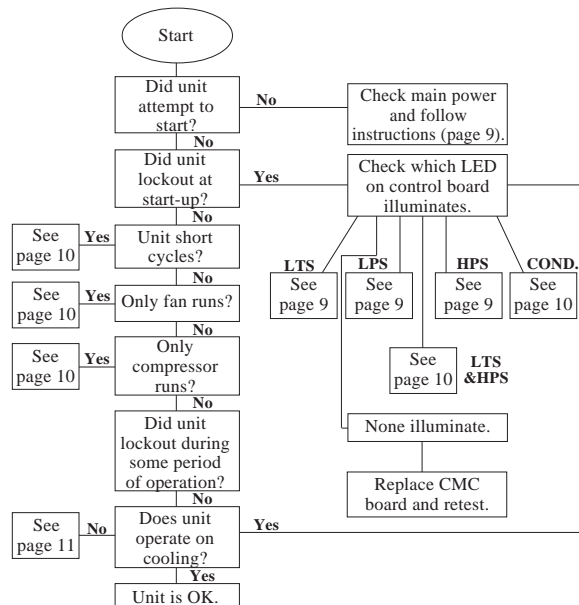 Start
Did unit
attempt to
start?
No
Check main power
and follow
instructions (page 9).
No
Did unit
lockout at
start-up?
Yes
Check which LED
on control board
illuminates.
No
See
page 10
Yes
Unit short
cycles?
No
See
page 10
Yes
Only fan runs?
No
See
page 10
Yes
Only
compressor
runs?
No
LTS
See
page 9
LPS
See
page 9
HPS
See
page 9
COND.
See
page 10
See
page 10
LTS
&HPS
None illuminate.
Replace CMC
board and retest.
Did unit
lockout during
some period
of operation?
No
See
page 11
No
Does unit
operate on
cooling?
Yes
Yes
Unit is OK.